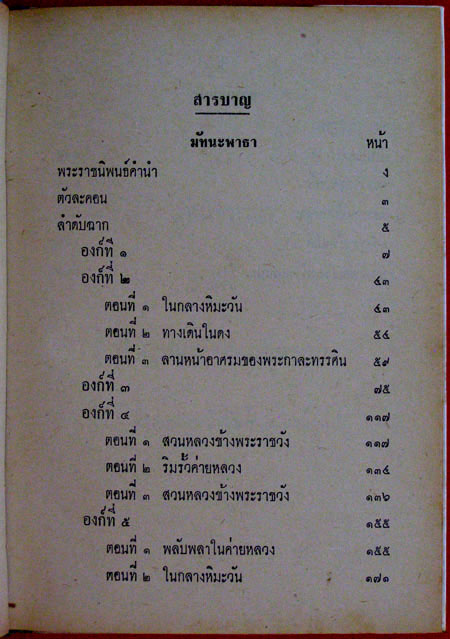 สารบาญ
มัทนะพาธา หน้า
พระราชนิพนธ์คำนำ ง
ตัวละคอน ๓
ลำดับฉาก ๕
องก์ที่ ๑ ๗
องก์ที่ ๒ ๔๓
ตอนที่ ๑ ในกลางหิมะวัน ๔๓
ตอนที่ ๒ ทางเดินในดง ๕๔
ตอนที่ ๓ ลานหน้าอาศรมของพระกาละทรรศิน ๕๙
องก์ที่ ๓ ๗๕
องก์ที่ ๔ ๑๑๗
ตอนที่ ๑ สวนหลวงข้างพระราชวัง ๑๑๗
ตอนที่ ๒ ริมรั้วค่ายหลวง ๑๓๔
ตอนที่ ๓ สวนหลวงข้างพระราชวัง ๑๓๖
องก์ที่ ๕ ๑๕๕
ตอนที่ ๑ พลับพลาในค่ายหลวง ๑๕๕
ตอนที่ ๒ ในกลางหิมะวัน ๑๗๑